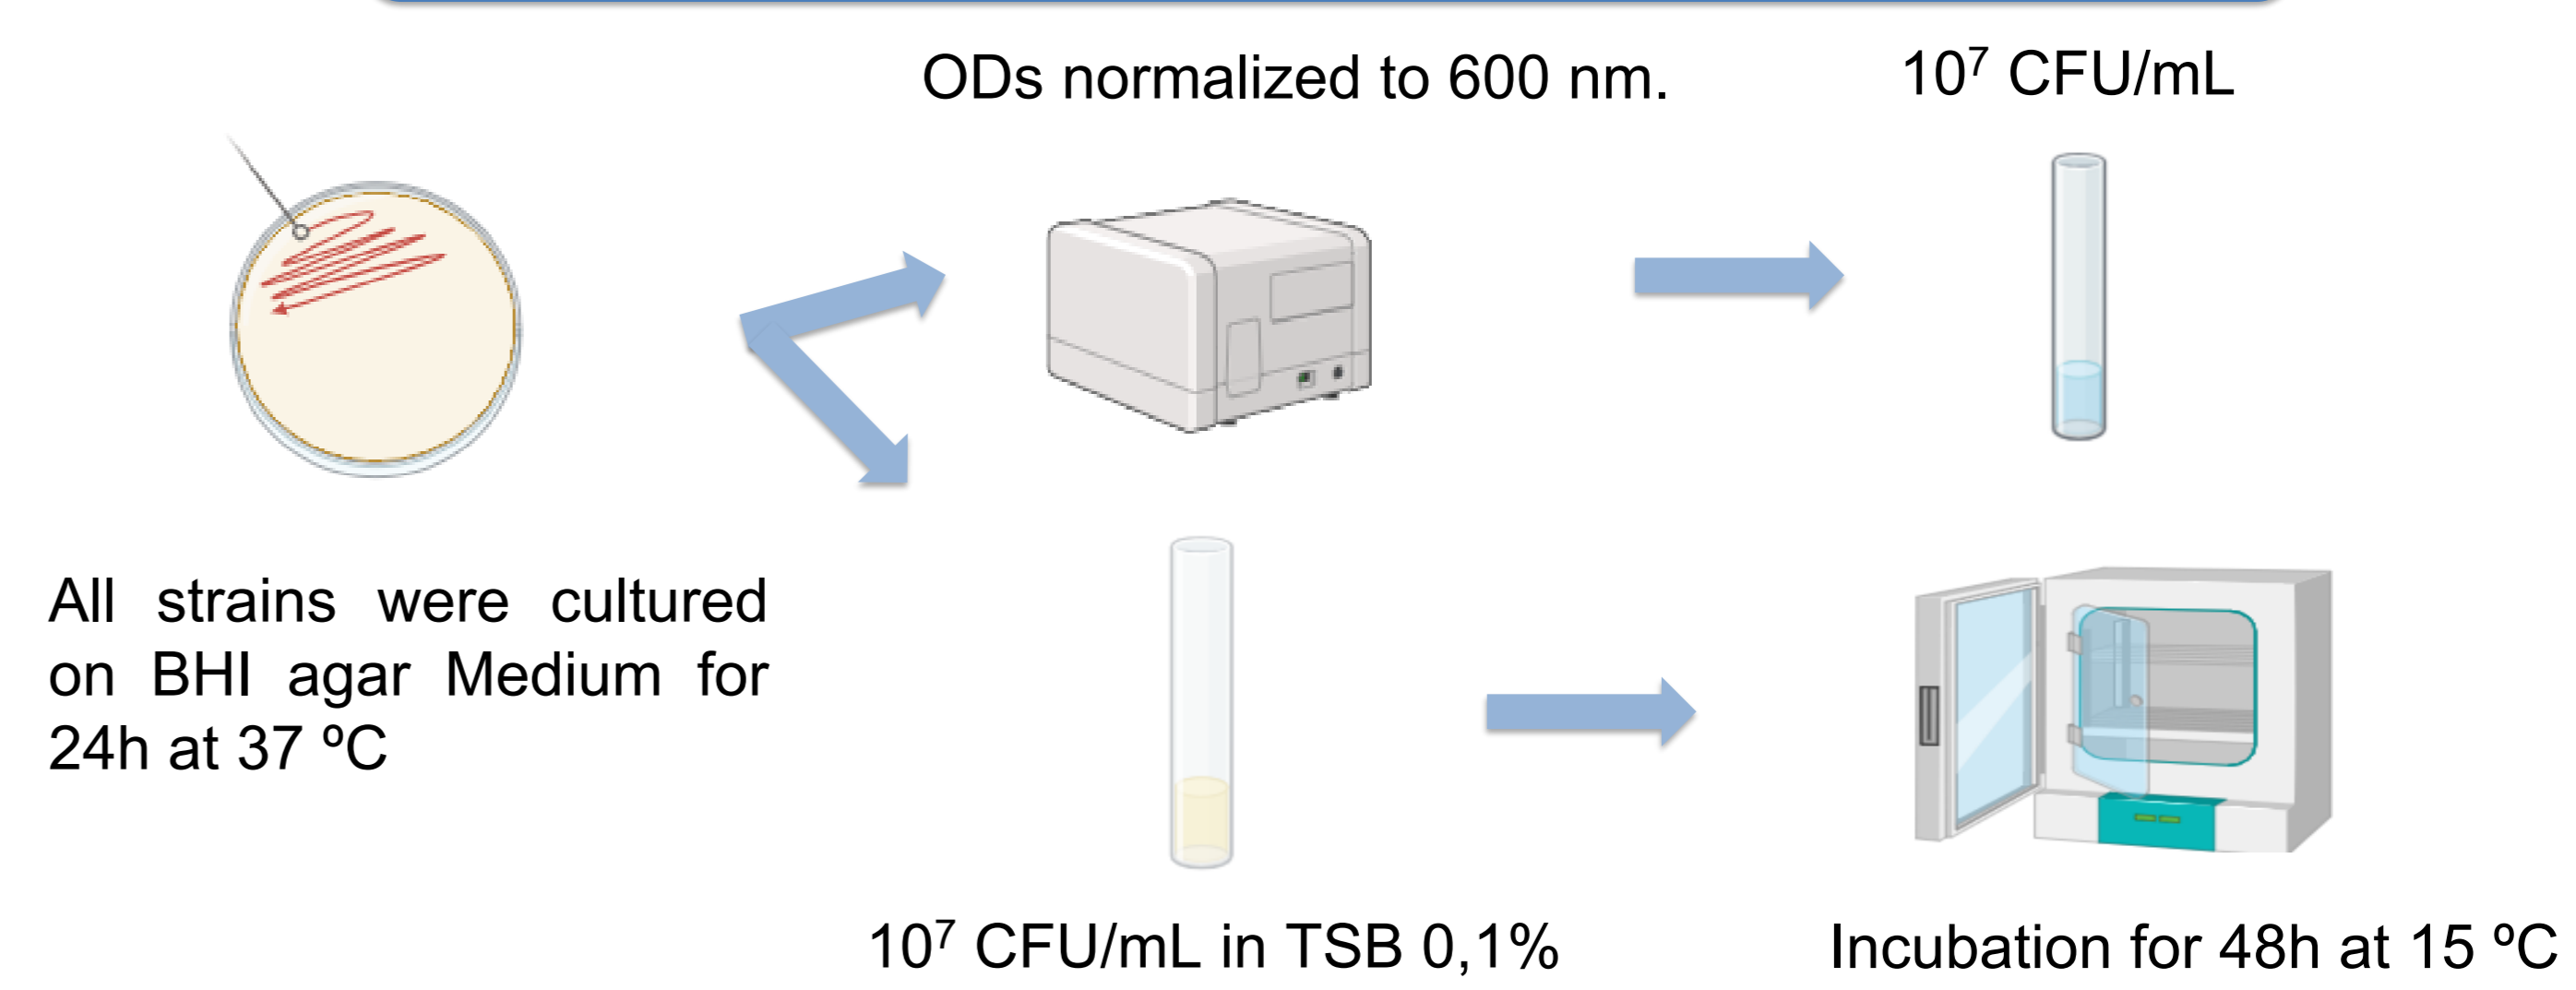 ODs normalized to 600 nm.
10⁷ CFU/mL
All strains were cultured
on BHI agar Medium for
24h at 37 ºC
10⁷ CFU/mL in TSB 0,1%
Incubation for 48h at 15 ºC